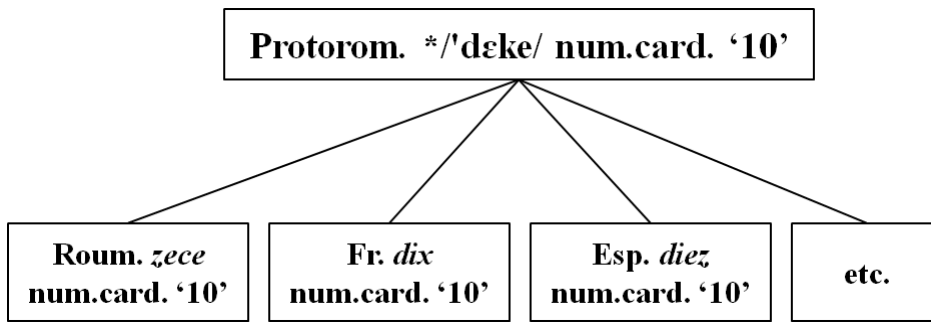 Protorom. */'dɛke/ num.card. ‘10’
Roum. zece
num.card. ‘10’
Fr. dix
num.card. ‘10’
Esp. diez
num.card. ‘10’
etc.